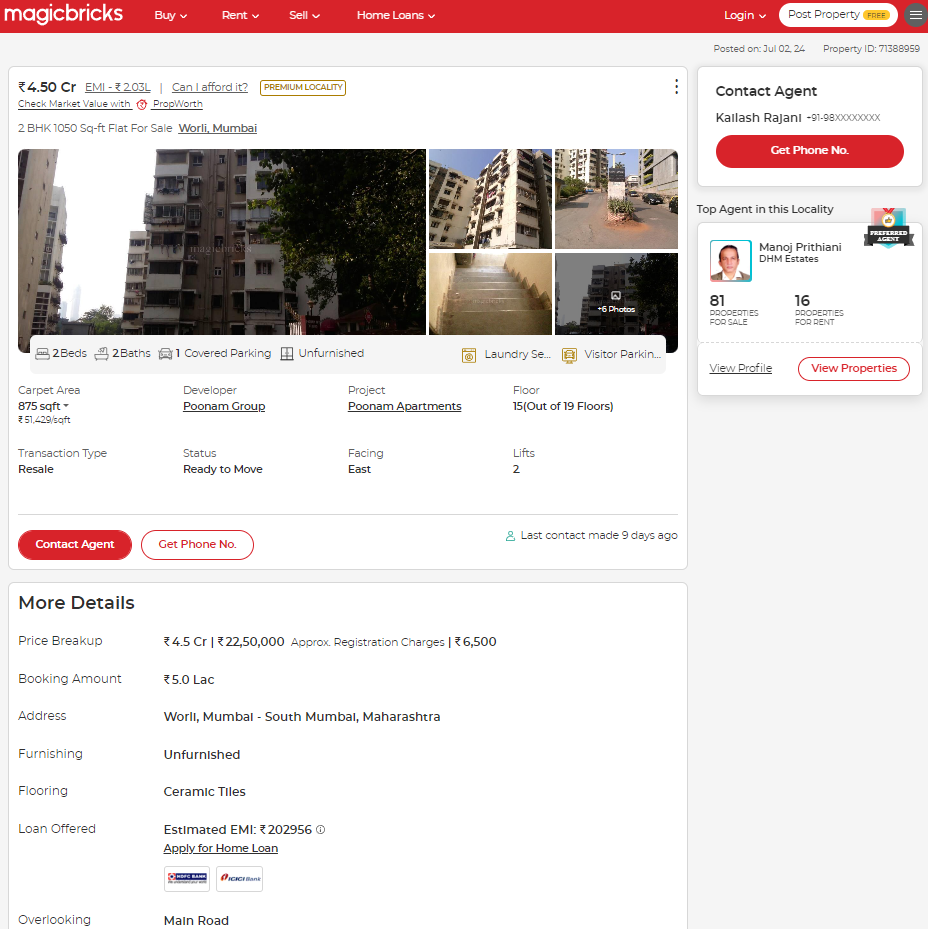 magicbricks
Buy
Rent
Sell
Home Loans
Login
Post Property FREE
Posted on: Jul 02, 24 Property ID: 71388959
₹4.50 Cr EMI - ₹ 2.03L | Can I afford it? PREMIUM LOCALITY
Check Market Value with PropWorth
2 BHK 1050 Sq-ft Flat For Sale Worli, Mumbai
magicbricks
+6 Photos
2 Beds 2 Baths 1 Covered Parking Unfurnished Laundry Se... Visitor Parkin...
Carpet Area
875 sqft
₹51,429/sqft
Developer
Poonam Group
Project
Poonam Apartments
Floor
15(Out of 19 Floors)
Transaction Type
Resale
Status
Ready to Move
Facing
East
Lifts
2
Contact Agent
Get Phone No.
Last contact made 9 days ago
Contact Agent
Kailash Rajani +91-98XXXXXXXX
Get Phone No.
Top Agent in this Locality
PREFERRED
AGENT
Manoj Prithiani
DHM Estates
81
PROPERTIES
FOR SALE
16
PROPERTIES
FOR RENT
View Profile
View Properties
More Details
Price Breakup ₹4.5 Cr | ₹22,50,000 Approx. Registration Charges | ₹6,500
Booking Amount ₹5.0 Lac
Address Worli, Mumbai - South Mumbai, Maharashtra
Furnishing Unfurnished
Flooring Ceramic Tiles
Loan Offered Estimated EMI: ₹202956
Apply for Home Loan
HDFC BANK
ICICI Bank
Overlooking Main Road